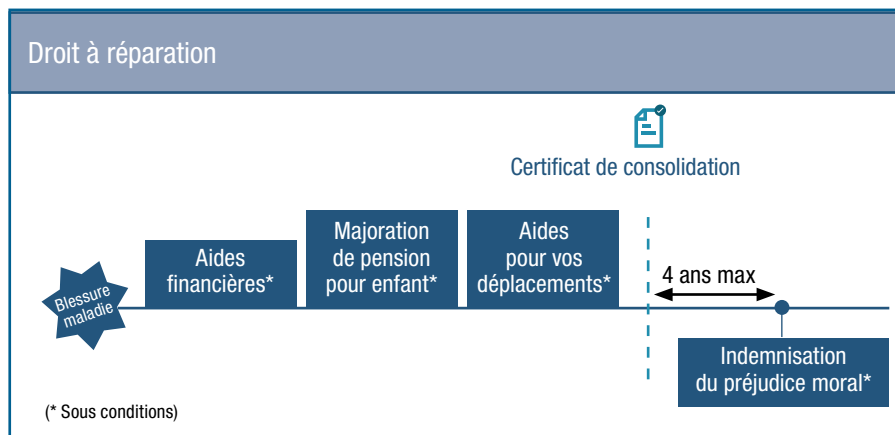 Droit à réparation
Certificat de consolidation
Blessure
maladie
Aides
financières*
Majoration
de pension
pour enfant*
Aides
pour vos
déplacements*
4 ans max
Indemnisation
du préjudice moral*
(* Sous conditions)